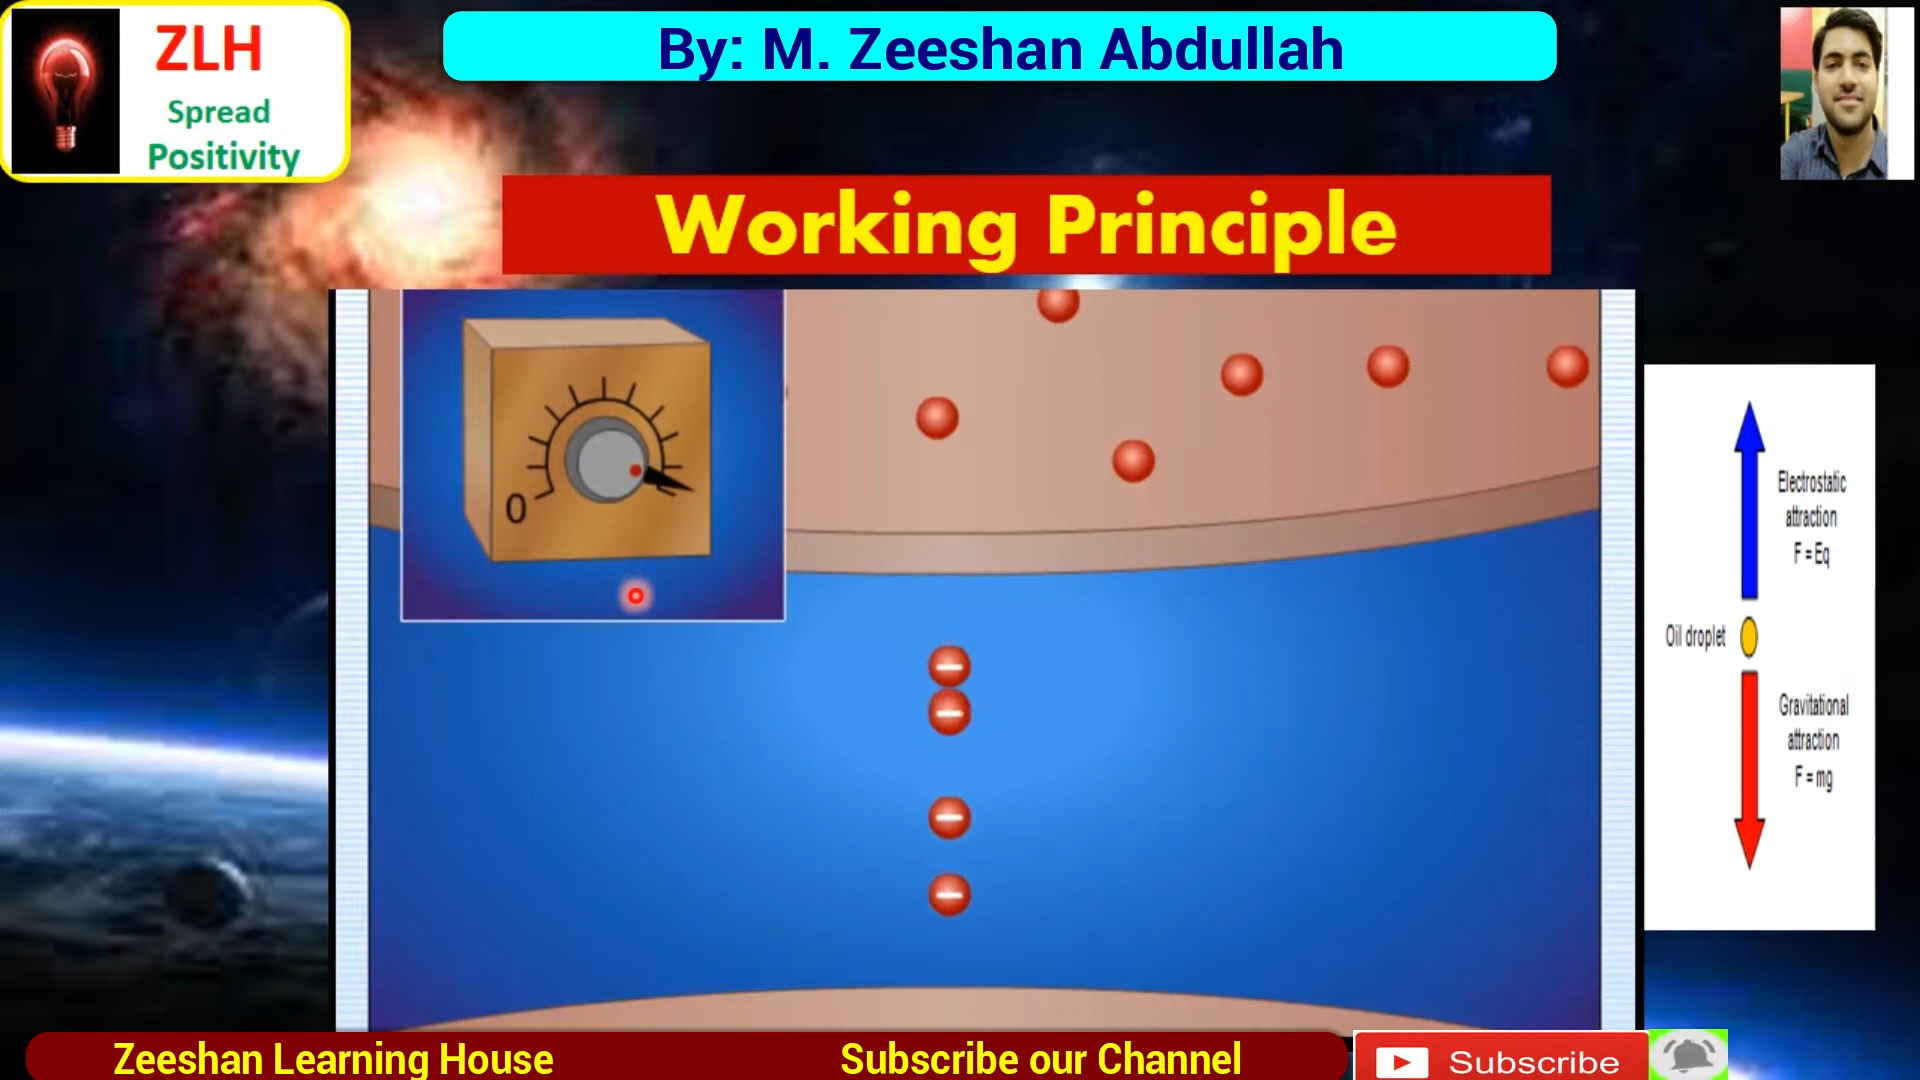 ZLH
Spread
Positivity
By: M. Zeeshan Abdullah
Working Principle
0
Electrostatic
attraction
F = Eq
Oil droplet
Gravitational
attraction
F = mg
Zeeshan Learning House
Subscribe our Channel
Subscribe